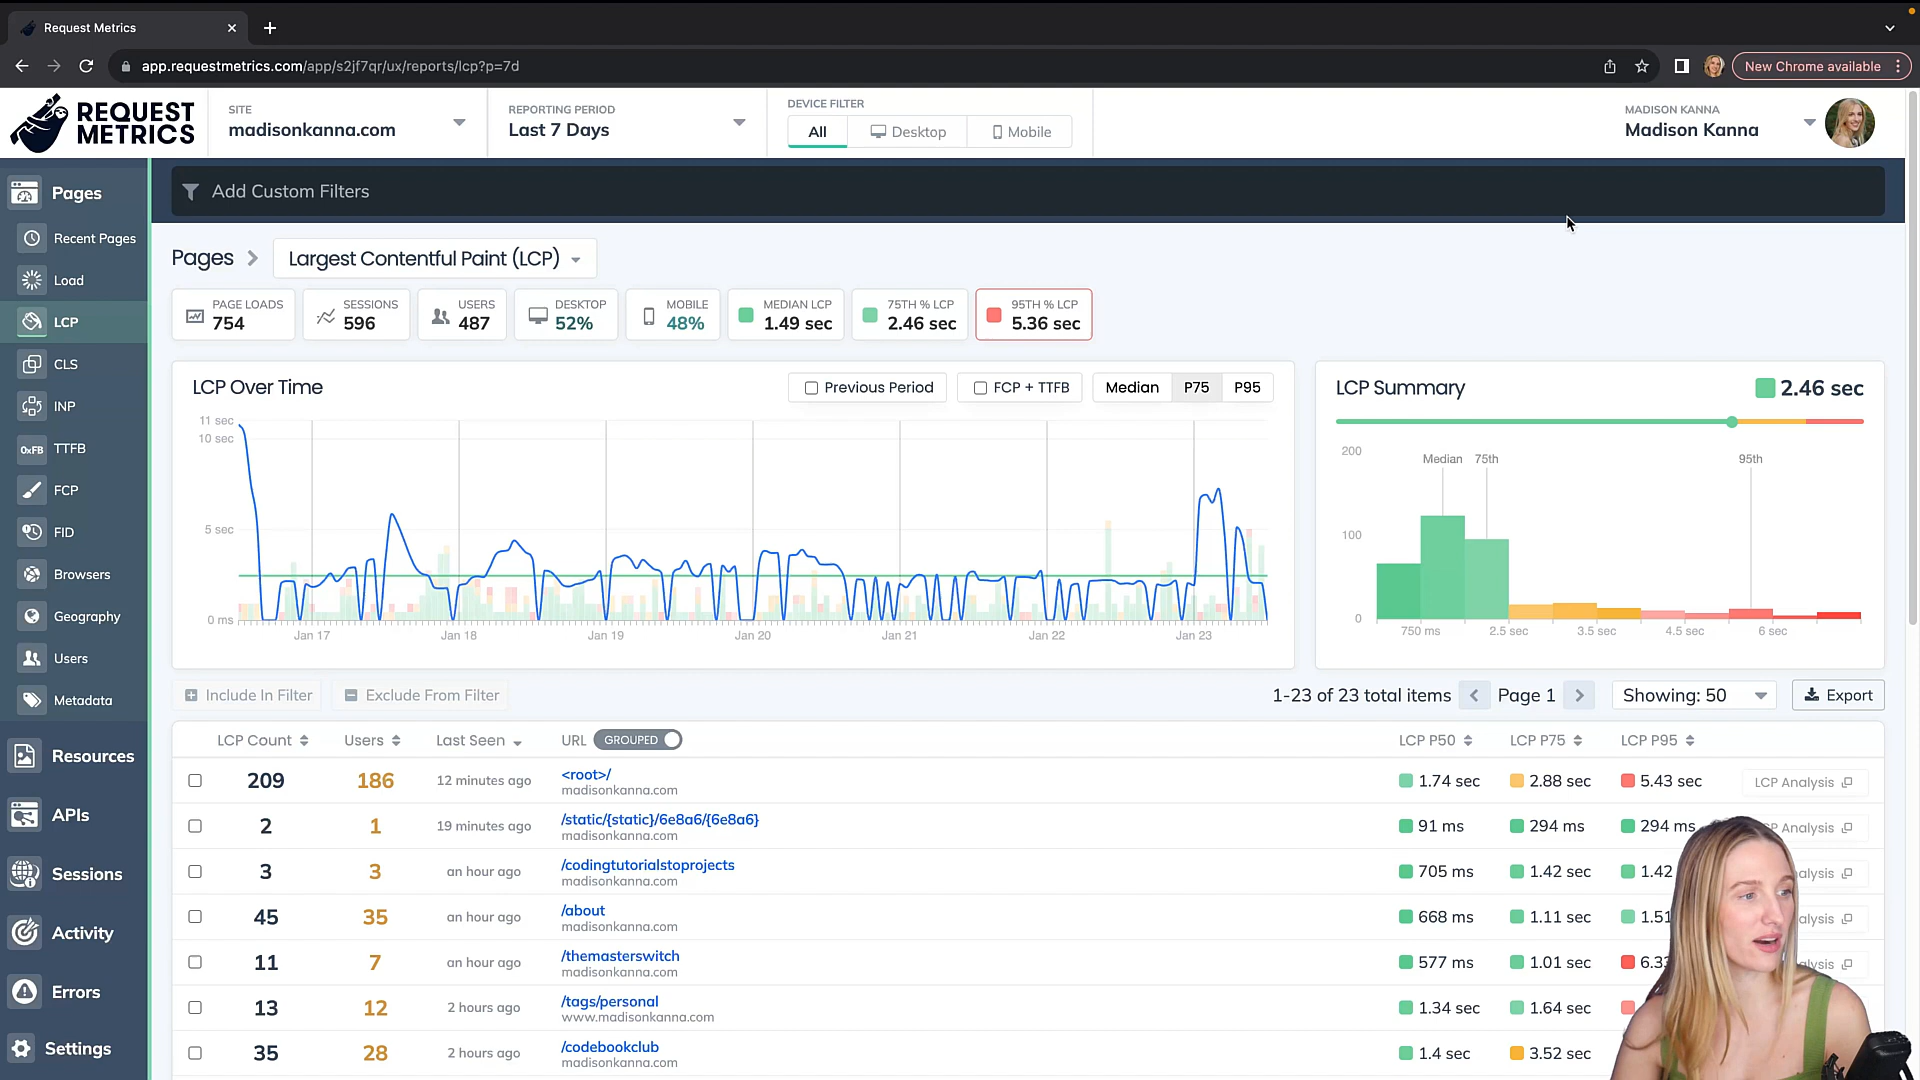 Request Metrics
app.requestmetrics.com/app/s2jf7qr/ux/reports/lcp?p=7d
New Chrome available
REQUEST
METRICS
SITE
madisonkanna.com
REPORTING PERIOD
Last 7 Days
DEVICE FILTER
All
Desktop
Mobile
MADISON KANNA
Madison Kanna
Add Custom Filters
Pages
Recent Pages
Load
LCP
CLS
INP
0xFB
TTFB
FCP
FID
Browsers
Geography
Users
Metadata
Resources
APIs
Sessions
Activity
Errors
Settings
Pages
Largest Contentful Paint (LCP)
PAGE LOADS
754
SESSIONS
596
USERS
487
DESKTOP
52%
MOBILE
48%
MEDIAN LCP
1.49 sec
75TH % LCP
2.46 sec
95TH % LCP
5.36 sec
LCP Over Time
Previous Period
FCP + TTFB
Median
P75
P95
11 sec
10 sec
5 sec
0 ms
Jan 17
Jan 18
Jan 19
Jan 20
Jan 21
Jan 22
Jan 23
LCP Summary
2.46 sec
200
100
0
Median
75th
95th
750 ms
2.5 sec
3.5 sec
4.5 sec
6 sec
Include In Filter
Exclude From Filter
1-23 of 23 total items
Page 1
Showing: 50
Export
LCP Count Users Last Seen URL GROUPED LCP P50 LCP P75 LCP P95
209 186 12 minutes ago <root>/ 1.74 sec 2.88 sec 5.43 sec LCP Analysis
madisonkanna.com
2 1 19 minutes ago /static/{static}/6e8a6/{6e8a6} 91 ms 294 ms 294 ms Analysis
madisonkanna.com
3 3 an hour ago /codingtutorialstoprojects 705 ms 1.42 sec 1.42
madisonkanna.com
45 35 an hour ago /about 668 ms 1.11 sec 1.51
madisonkanna.com
11 7 an hour ago /themasterswitch 577 ms 1.01 sec
madisonkanna.com
13 12 2 hours ago /tags/personal 1.34 sec 1.64 sec
www.madisonkanna.com
35 28 2 hours ago /codebookclub 1.4 sec 3.52 sec
madisonkanna.com